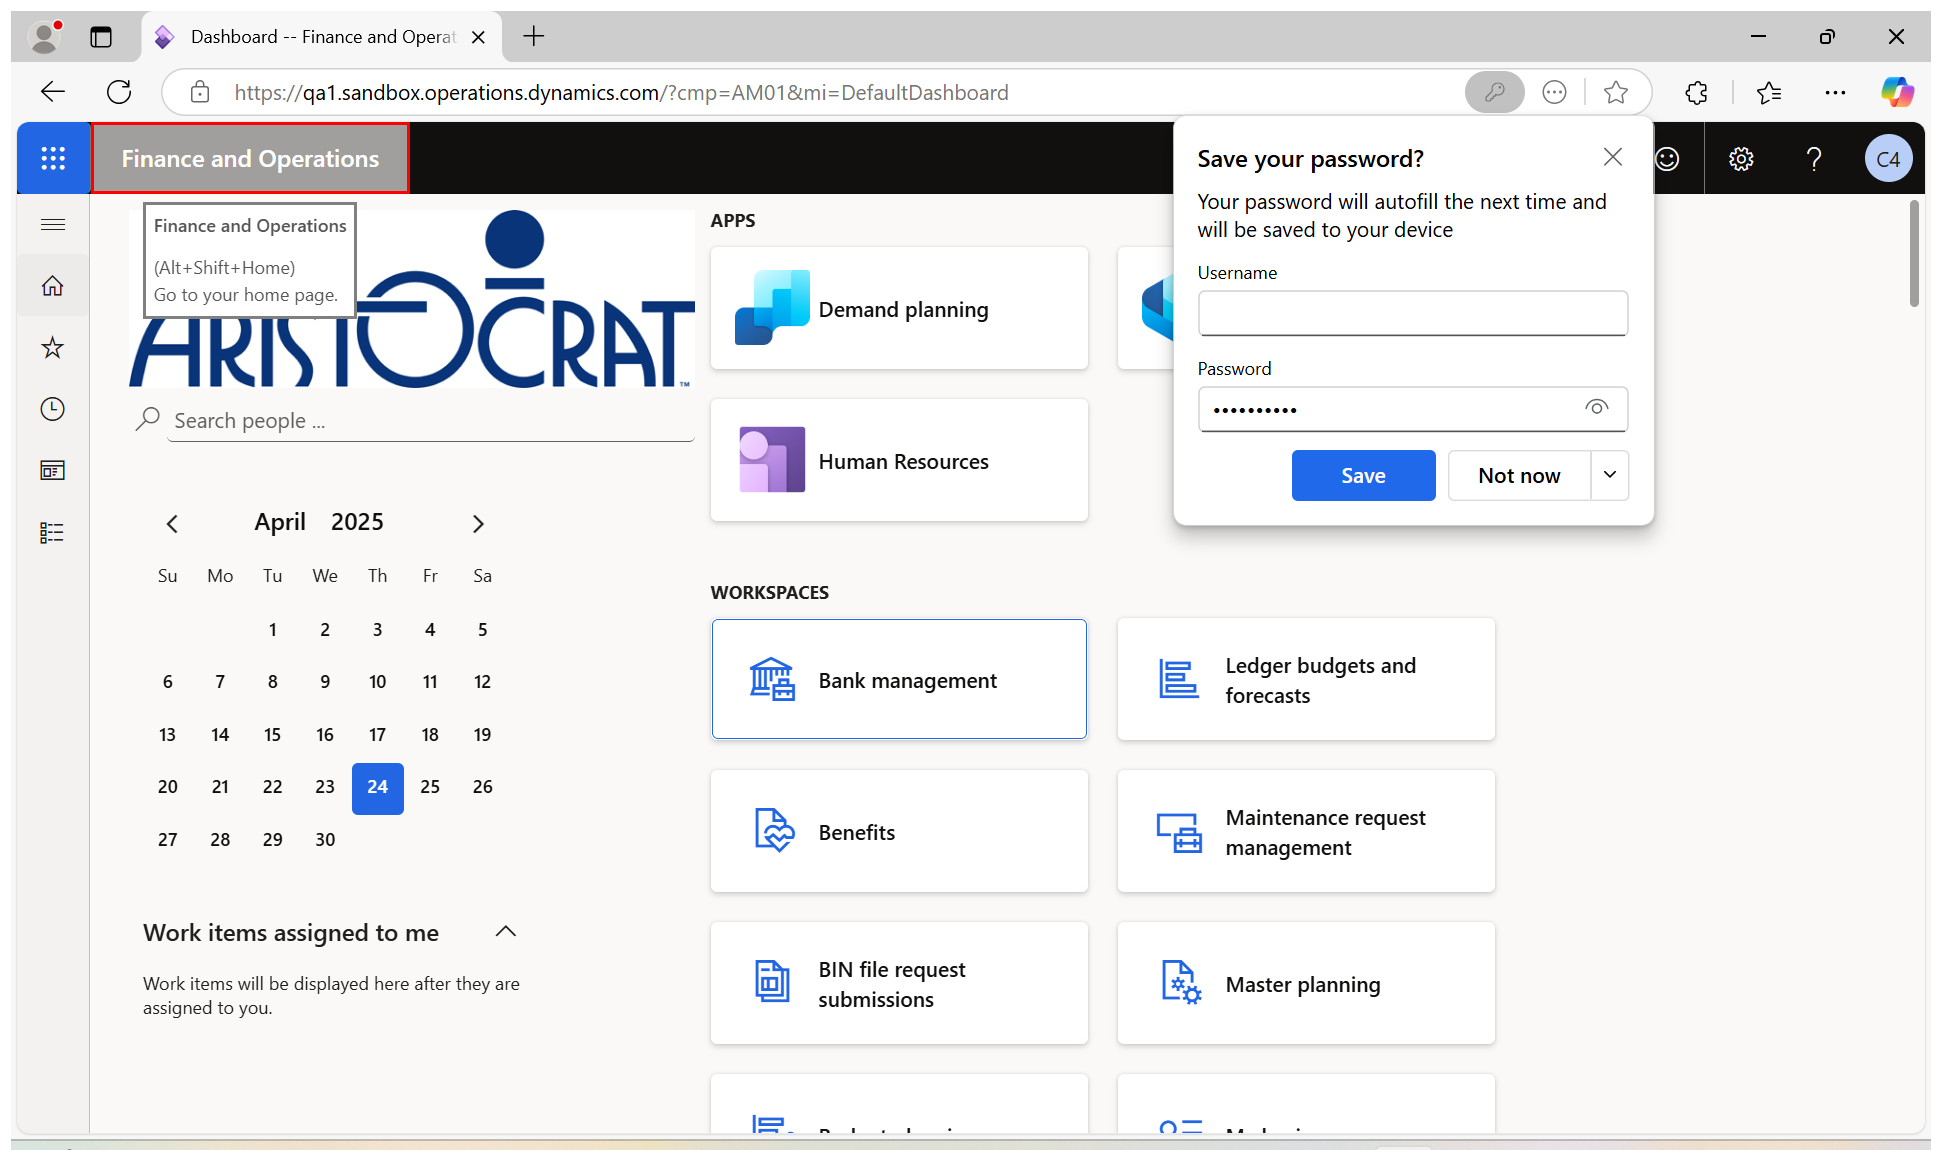 Dashboard -- Finance and Operat
https://qa1.sandbox.operations.dynamics.com/?cmp=AM01&mi=DefaultDashboard
Finance and Operations
C4
Finance and Operations
(Alt+Shift+Home)
Go to your home page.
ARISTOCRAT™
Search people ...
April 2025
Su Mo Tu We Th Fr Sa
1 2 3 4 5
6 7 8 9 10 11 12
13 14 15 16 17 18 19
20 21 22 23 24 25 26
27 28 29 30
Work items assigned to me
Work items will be displayed here after they are
assigned to you.
APPS
Demand planning
Human Resources
WORKSPACES
Bank management
Ledger budgets and
forecasts
Benefits
Maintenance request
management
BIN file request
submissions
Master planning
Save your password?
Your password will autofill the next time and
will be saved to your device
Username
Password
••••••••••
Save
Not now